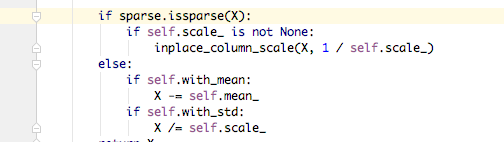 if sparse.issparse(X):
if self.scale_ is not None:
inplace_column_scale(X, 1 / self.scale_)
else:
if self.with_mean:
X -= self.mean_
if self.with_std:
X /= self.scale_
return X